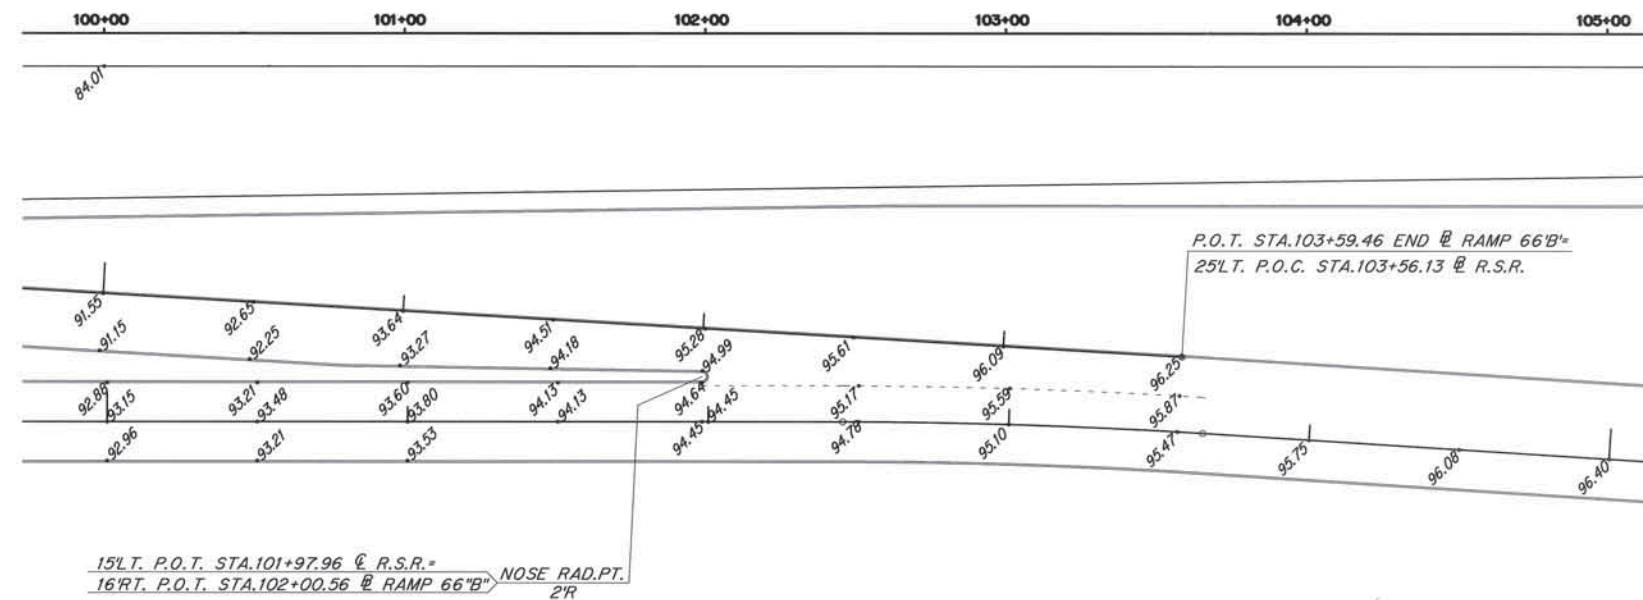 100+00 101+00 102+00 103+00 104+00 105+00
84.01
P.O.T. STA.103+59.46 END ⅊ RAMP 66'B'=
25'LT. P.O.C. STA.103+56.13 ⅊ R.S.R.
91.55 92.65 93.64 94.51 95.28 95.61 96.09 96.25
91.15 92.25 93.27 94.18 94.99
92.88 93.21 93.60 94.13 94.64 95.17 95.59 95.87
93.15 93.48 93.80 94.13 94.45
92.96 93.21 93.53 94.45 94.78 95.10 95.47 95.75 96.08 96.40
15'LT. P.O.T. STA.101+97.96 ℄ R.S.R.=
16'RT. P.O.T. STA.102+00.56 ⅊ RAMP 66"B"
NOSE RAD.PT.
2'R